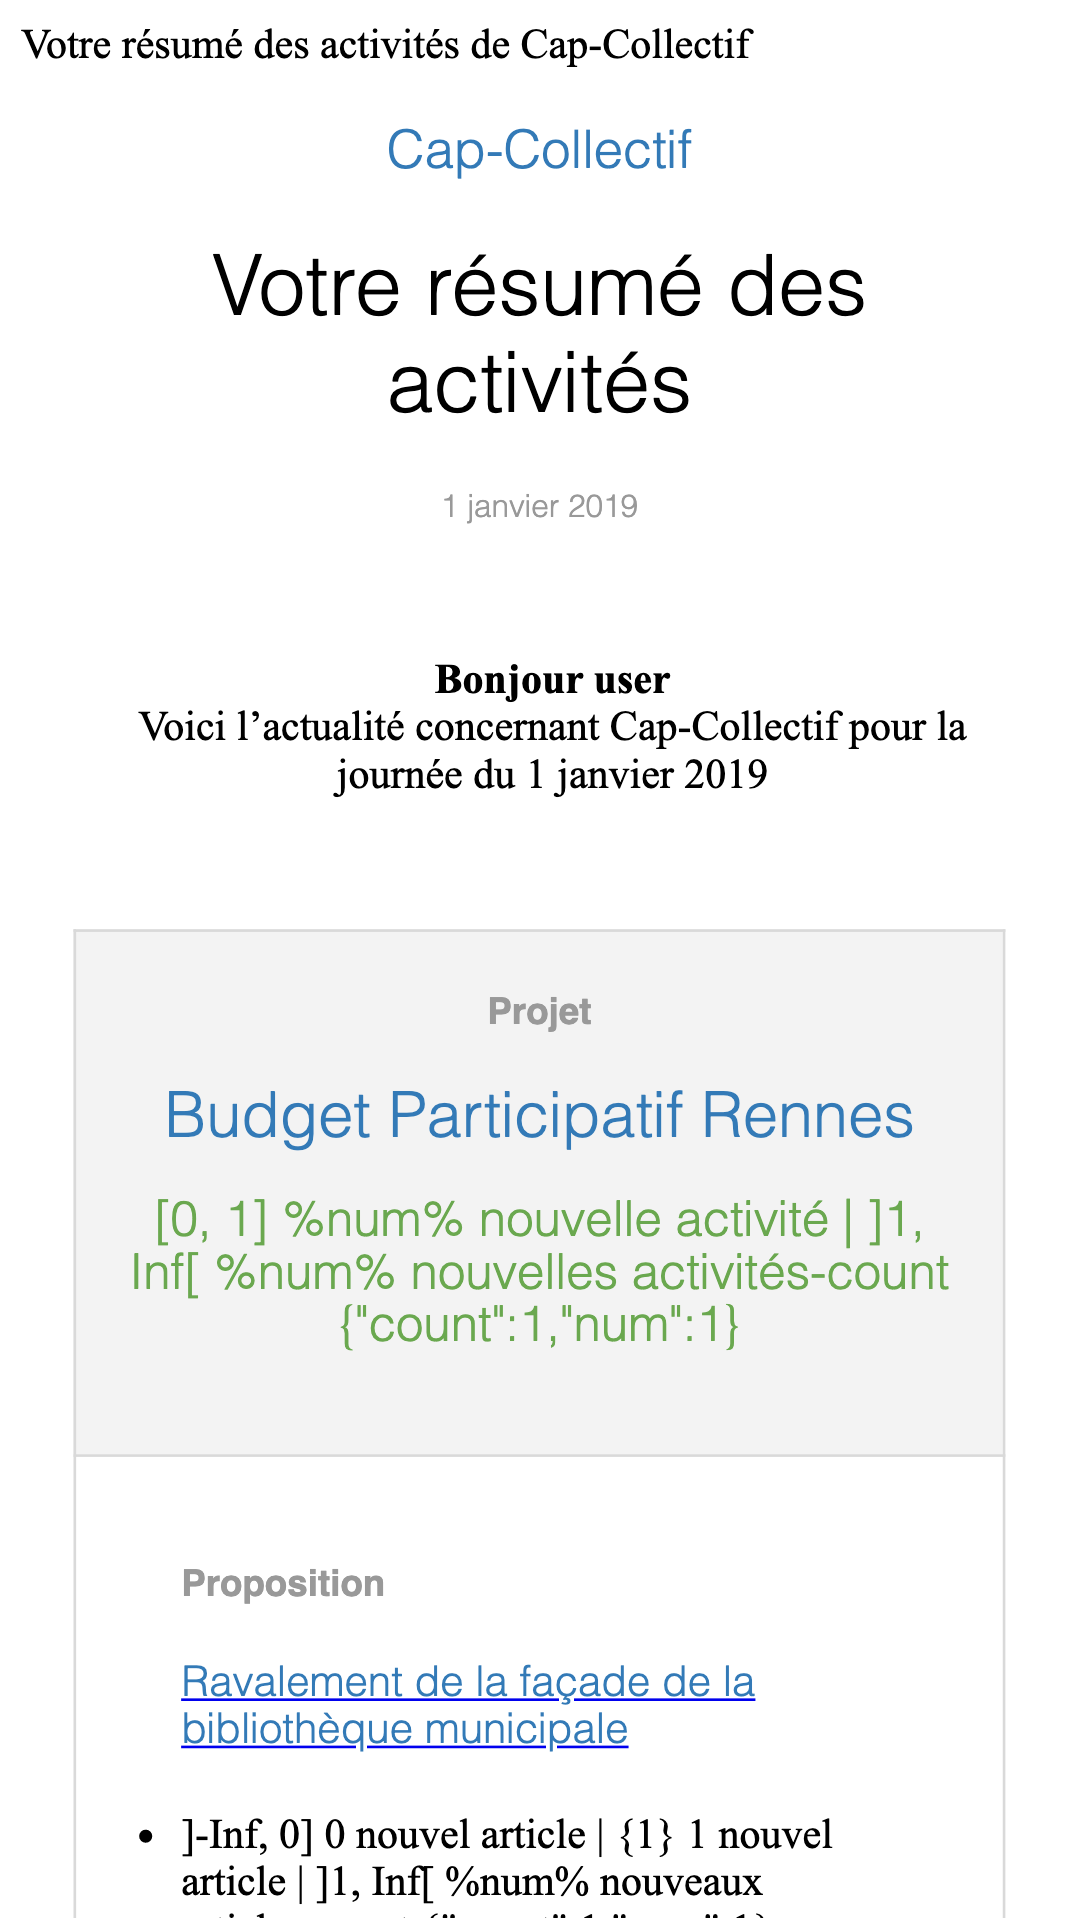 Votre résumé des activités de Cap-Collectif
Cap-Collectif
Votre résumé des
activités
1 janvier 2019
Bonjour user
Voici l’actualité concernant Cap-Collectif pour la
journée du 1 janvier 2019
Projet
Budget Participatif Rennes
[0, 1] %num% nouvelle activité | ]1,
Inf[ %num% nouvelles activités-count
{"count":1,"num":1}
Proposition
Ravalement de la façade de la
bibliothèque municipale
• ]-Inf, 0] 0 nouvel article | {1} 1 nouvel
article | ]1, Inf[ %num% nouveaux